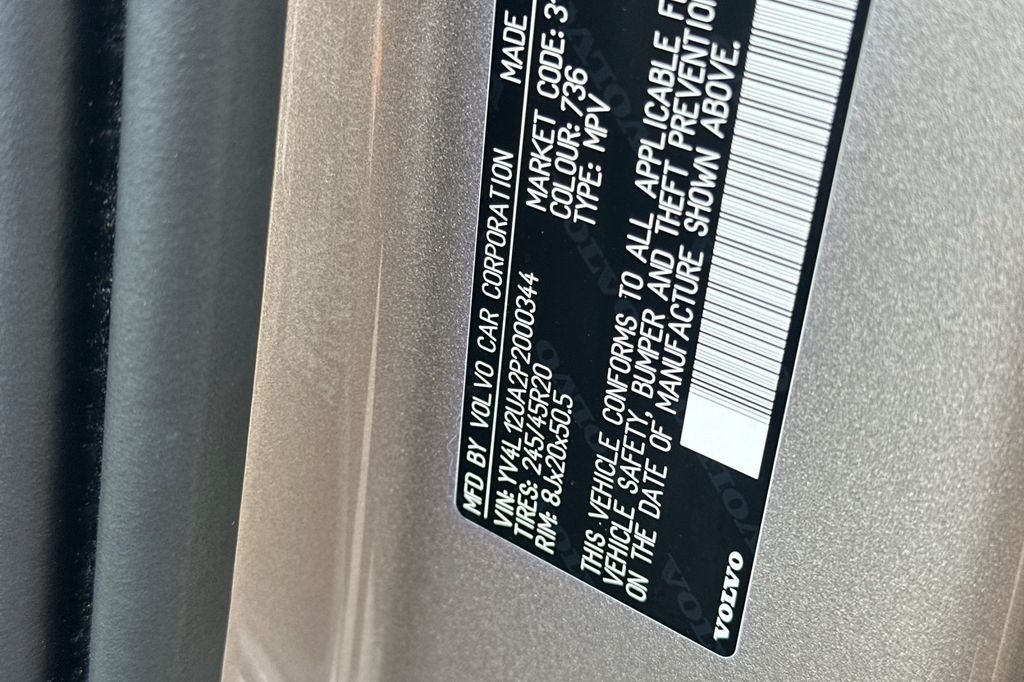 MFD BY VOLVO CAR CORPORATION MADE
VIN: YV4L12UA2P2000344
TIRES: 245/45R20
RIM: 8Jx20x50.5
MARKET CODE: 3
COLOUR: 736
TYPE: MPV
THIS VEHICLE CONFORMS TO ALL APPLICABLE F
VEHICLE SAFETY, BUMPER AND THEFT PREVENTIO
ON THE DATE OF MANUFACTURE SHOWN ABOVE.
VOLVO